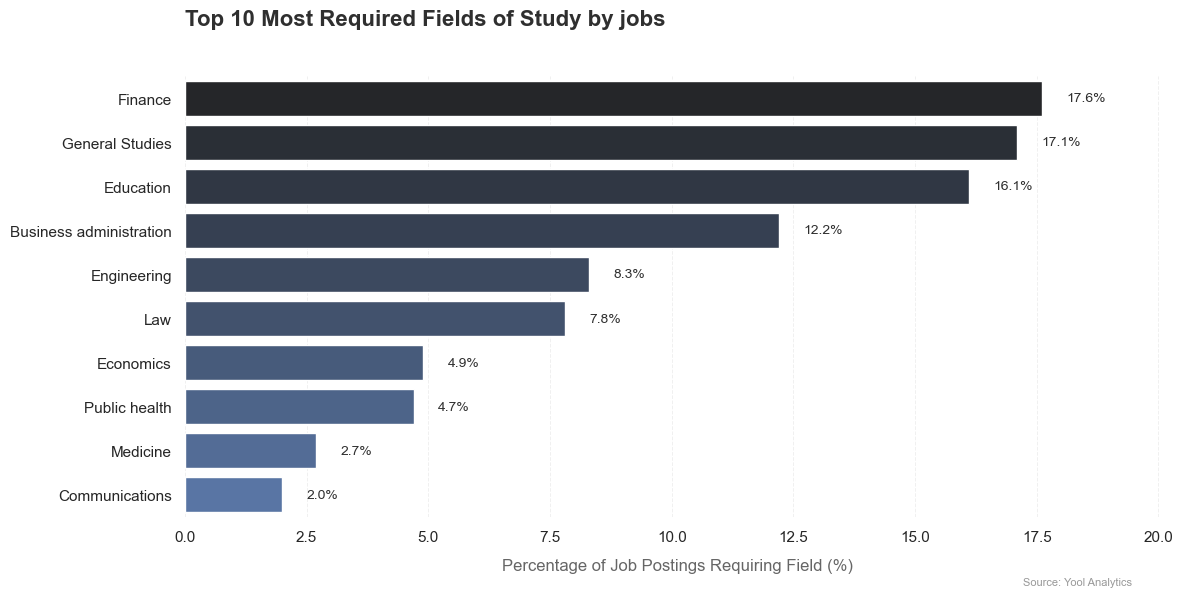 Top 10 Most Required Fields of Study by jobs
Finance 17.6%
General Studies 17.1%
Education 16.1%
Business administration 12.2%
Engineering 8.3%
Law 7.8%
Economics 4.9%
Public health 4.7%
Medicine 2.7%
Communications 2.0%
0.0 2.5 5.0 7.5 10.0 12.5 15.0 17.5 20.0
Percentage of Job Postings Requiring Field (%)
Source: Yool Analytics